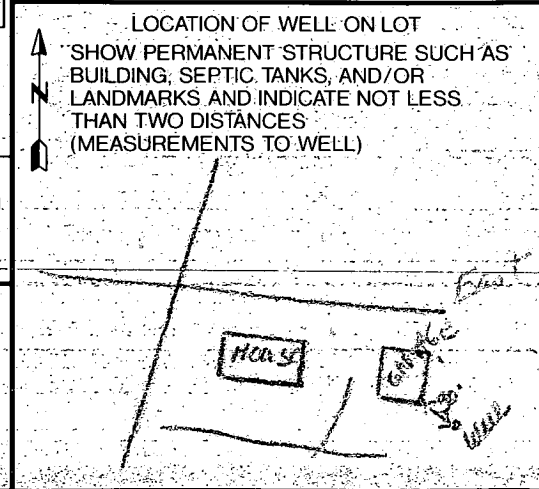 LOCATION OF WELL ON LOT
SHOW PERMANENT STRUCTURE SUCH AS
BUILDING, SEPTIC TANKS, AND/OR
N
LANDMARKS AND INDICATE NOT LESS
THAN TWO DISTANCES
(MEASUREMENTS TO WELL)
HOUSE
GARAGE
Well